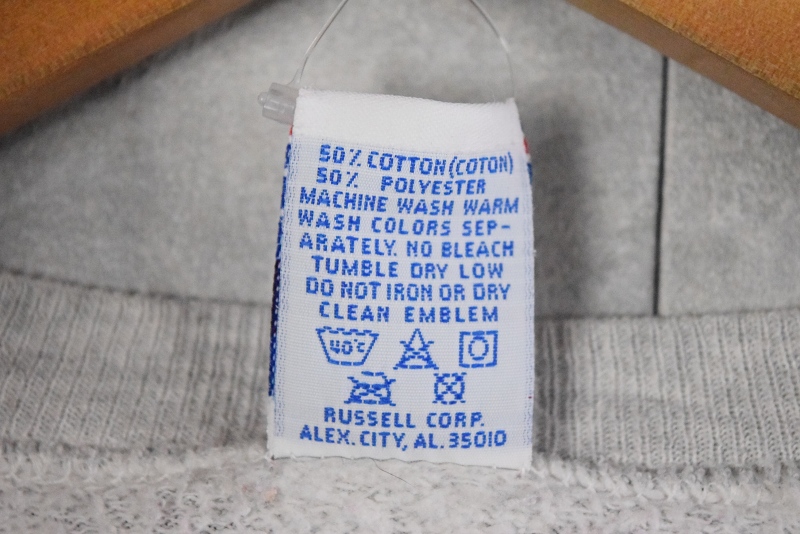 50% COTTON (COTON)
50% POLYESTER
MACHINE WASH WARM
WASH COLORS SEP-
ARATELY. NO BLEACH
TUMBLE DRY LOW
DO NOT IRON OR DRY
CLEAN EMBLEM
40°C
RUSSELL CORP.
ALEX. CITY, AL. 35010